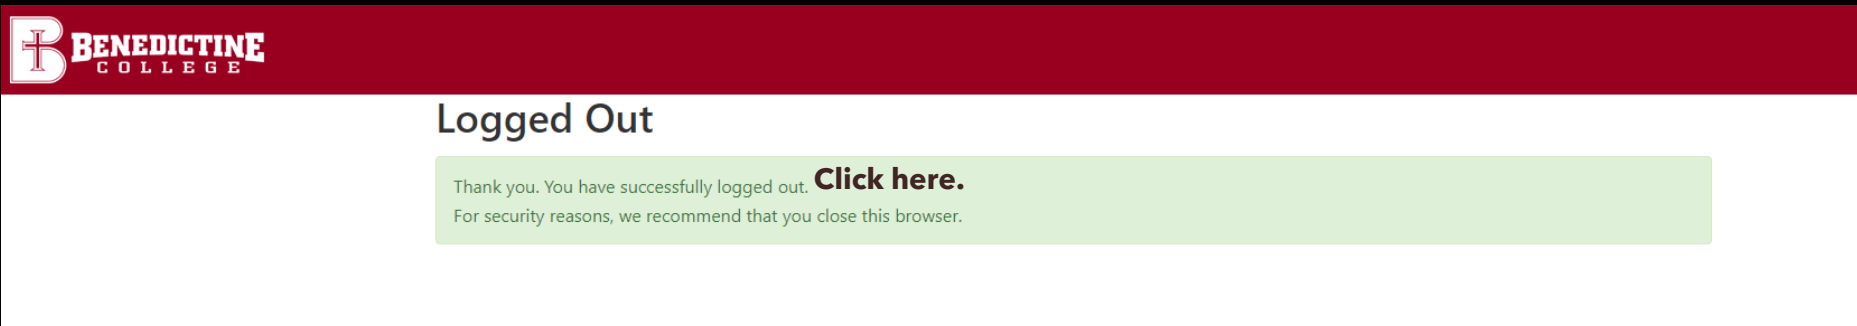 BENEDICTINE
COLLEGE
Logged Out
Thank you. You have successfully logged out. Click here.
For security reasons, we recommend that you close this browser.